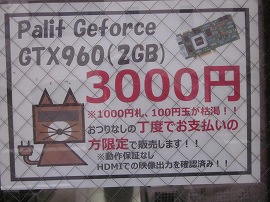 Palif Geforce
GTX960(2GB)
3000円
※1000円札、100円玉が枯渇！！
おつりなしの丁度でお支払いの
方限定で販売します！！
※動作保証なし
HDMIでの映像出力を確認済み！！